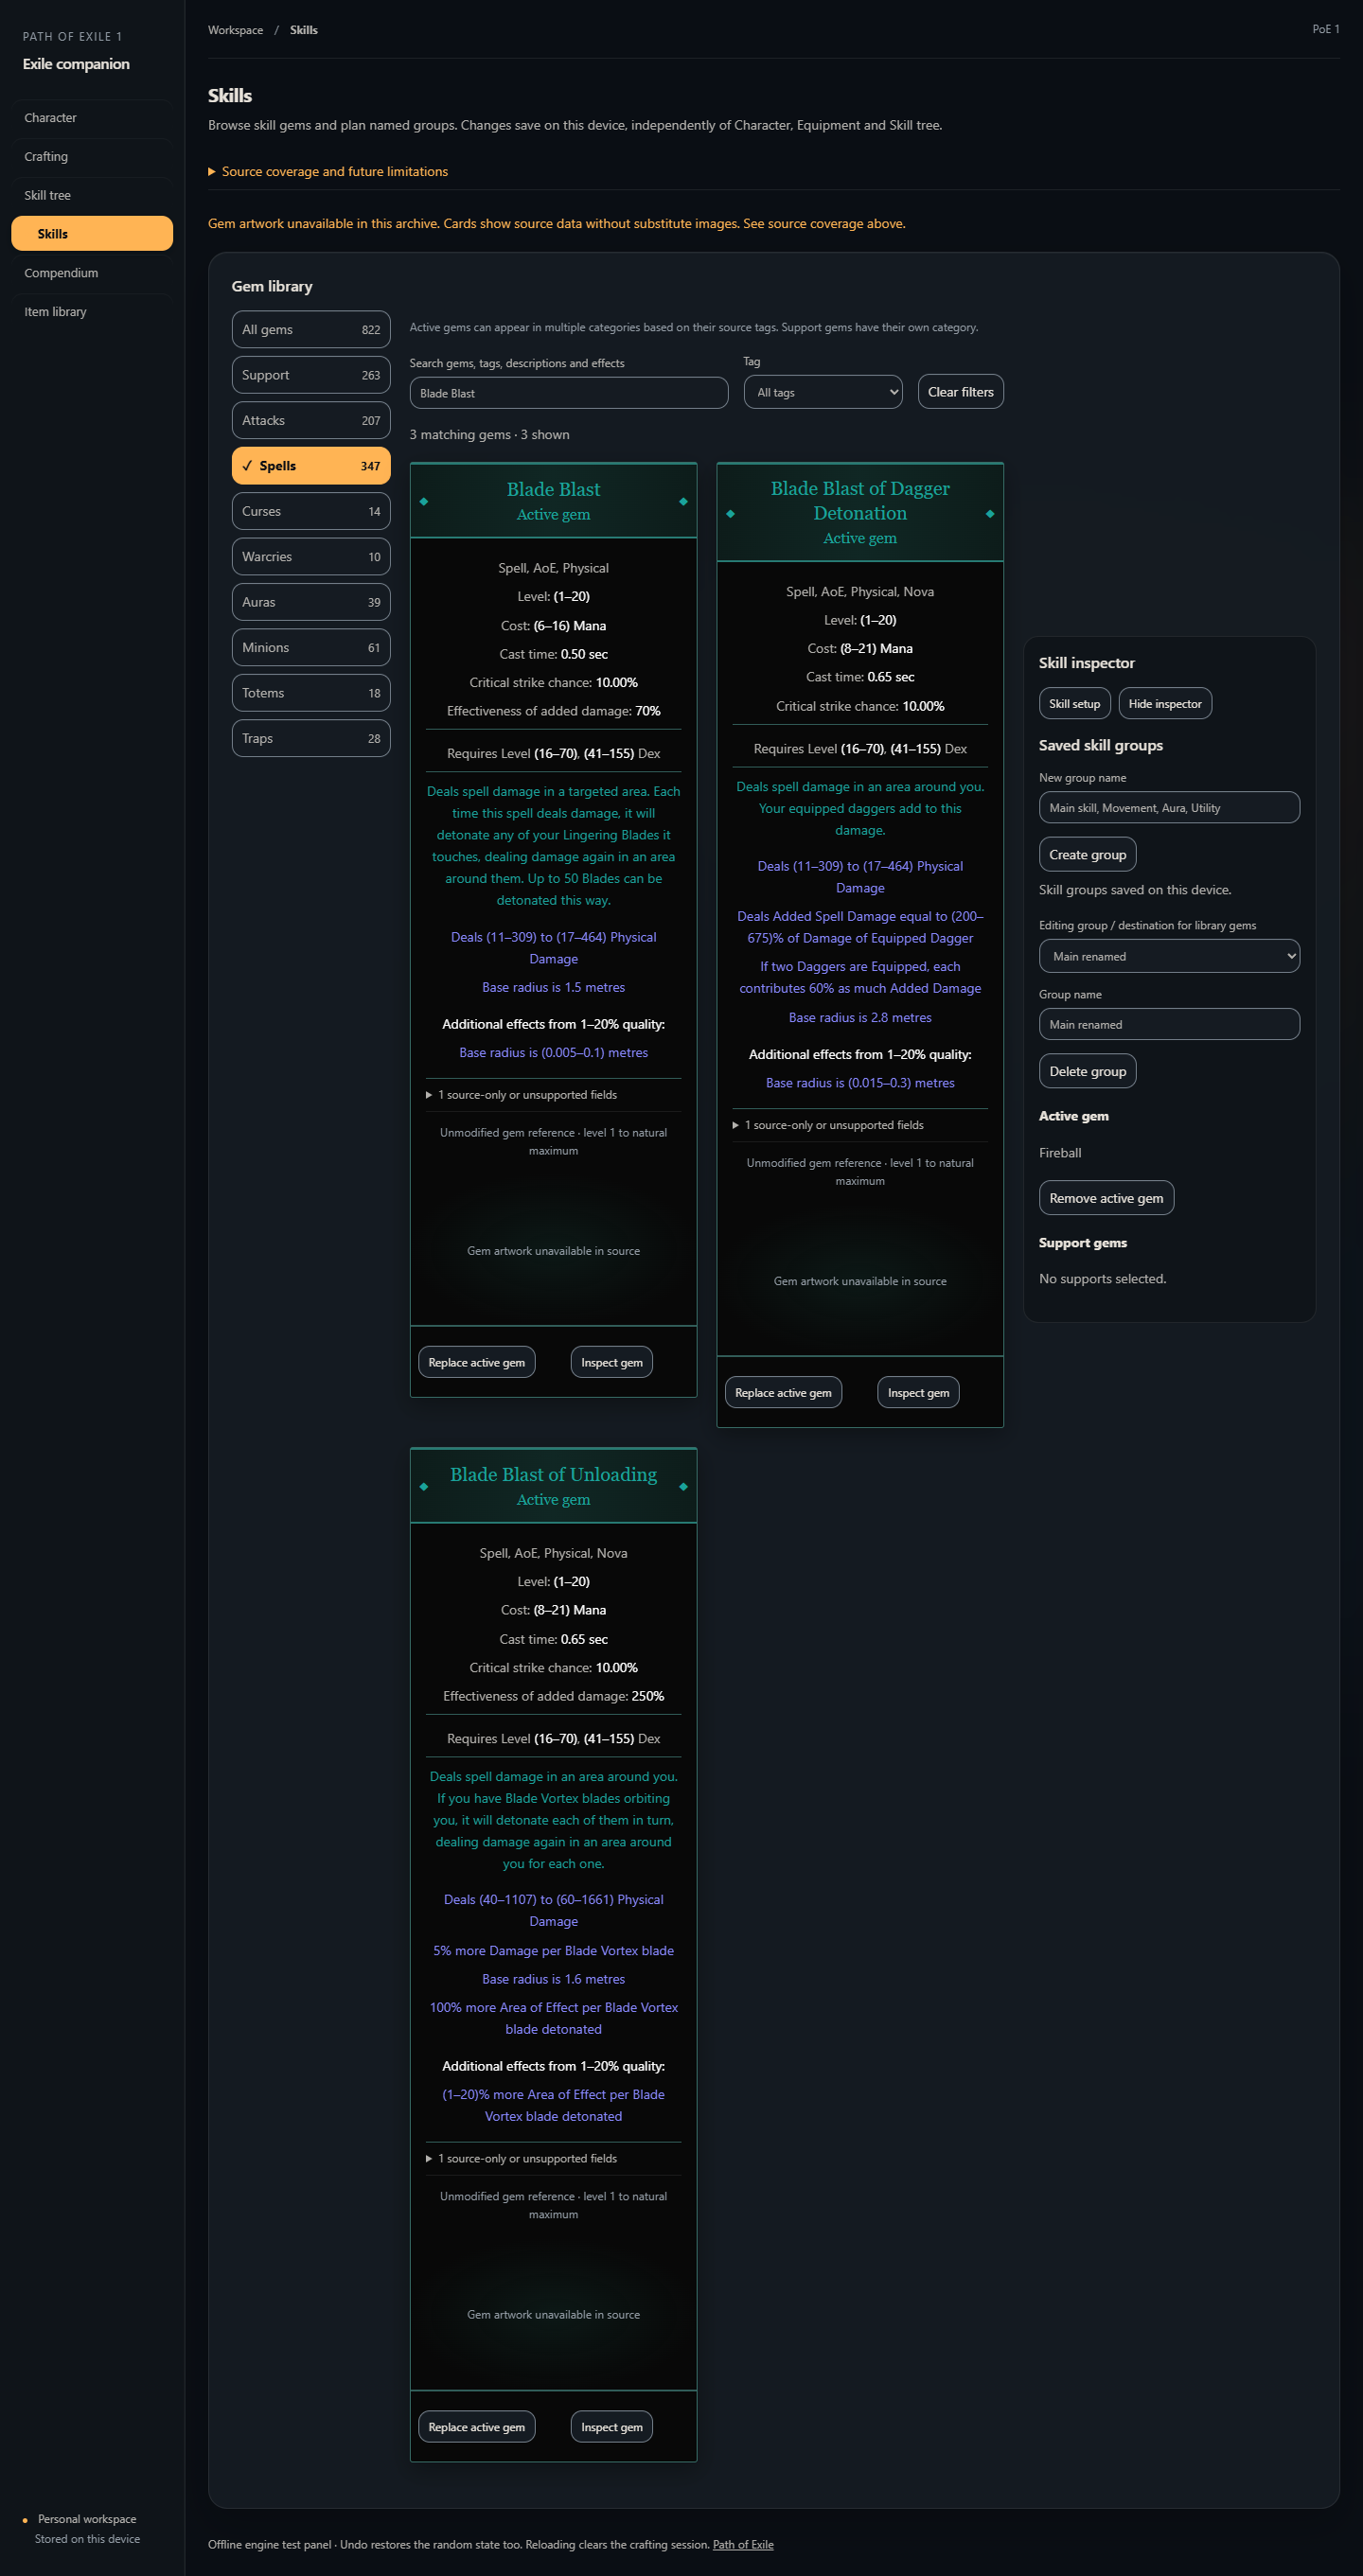 PATH OF EXILE 1
Exile companion
Character
Crafting
Skill tree
Skills
Compendium
Item library
Personal workspace
Stored on this device
Workspace / Skills
PoE 1
Skills
Browse skill gems and plan named groups. Changes save on this device, independently of Character, Equipment and Skill tree.
Source coverage and future limitations
Gem artwork unavailable in this archive. Cards show source data without substitute images. See source coverage above.
Gem library
All gems 822
Support 263
Attacks 207
✓ Spells 347
Curses 14
Warcries 10
Auras 39
Minions 61
Totems 18
Traps 28
Active gems can appear in multiple categories based on their source tags. Support gems have their own category.
Search gems, tags, descriptions and effects
Blade Blast
Tag
All tags
Clear filters
3 matching gems · 3 shown
Blade Blast
Active gem
Spell, AoE, Physical
Level: (1–20)
Cost: (6–16) Mana
Cast time: 0.50 sec
Critical strike chance: 10.00%
Effectiveness of added damage: 70%
Requires Level (16–70), (41–155) Dex
Deals spell damage in a targeted area. Each
time this spell deals damage, it will
detonate any of your Lingering Blades it
touches, dealing damage again in an area
around them. Up to 50 Blades can be
detonated this way.
Deals (11–309) to (17–464) Physical
Damage
Base radius is 1.5 metres
Additional effects from 1–20% quality:
Base radius is (0.005–0.1) metres
1 source-only or unsupported fields
Unmodified gem reference · level 1 to natural
maximum
Gem artwork unavailable in source
Replace active gem
Inspect gem
Blade Blast of Dagger
Detonation
Active gem
Spell, AoE, Physical, Nova
Level: (1–20)
Cost: (8–21) Mana
Cast time: 0.65 sec
Critical strike chance: 10.00%
Requires Level (16–70), (41–155) Dex
Deals spell damage in an area around you.
Your equipped daggers add to this
damage.
Deals (11–309) to (17–464) Physical
Damage
Deals Added Spell Damage equal to (200–
675)% of Damage of Equipped Dagger
If two Daggers are Equipped, each
contributes 60% as much Added Damage
Base radius is 2.8 metres
Additional effects from 1–20% quality:
Base radius is (0.015–0.3) metres
1 source-only or unsupported fields
Unmodified gem reference · level 1 to natural
maximum
Gem artwork unavailable in source
Replace active gem
Inspect gem
Blade Blast of Unloading
Active gem
Spell, AoE, Physical, Nova
Level: (1–20)
Cost: (8–21) Mana
Cast time: 0.65 sec
Critical strike chance: 10.00%
Effectiveness of added damage: 250%
Requires Level (16–70), (41–155) Dex
Deals spell damage in an area around you.
If you have Blade Vortex blades orbiting
you, it will detonate each of them in turn,
dealing damage again in an area around
you for each one.
Deals (40–1107) to (60–1661) Physical
Damage
5% more Damage per Blade Vortex blade
Base radius is 1.6 metres
100% more Area of Effect per Blade Vortex
blade detonated
Additional effects from 1–20% quality:
(1–20)% more Area of Effect per Blade
Vortex blade detonated
1 source-only or unsupported fields
Unmodified gem reference · level 1 to natural
maximum
Gem artwork unavailable in source
Replace active gem
Inspect gem
Skill inspector
Skill setup
Hide inspector
Saved skill groups
New group name
Main skill, Movement, Aura, Utility
Create group
Skill groups saved on this device.
Editing group / destination for library gems
Main renamed
Group name
Main renamed
Delete group
Active gem
Fireball
Remove active gem
Support gems
No supports selected.
Offline engine test panel · Undo restores the random state too. Reloading clears the crafting session. Path of Exile